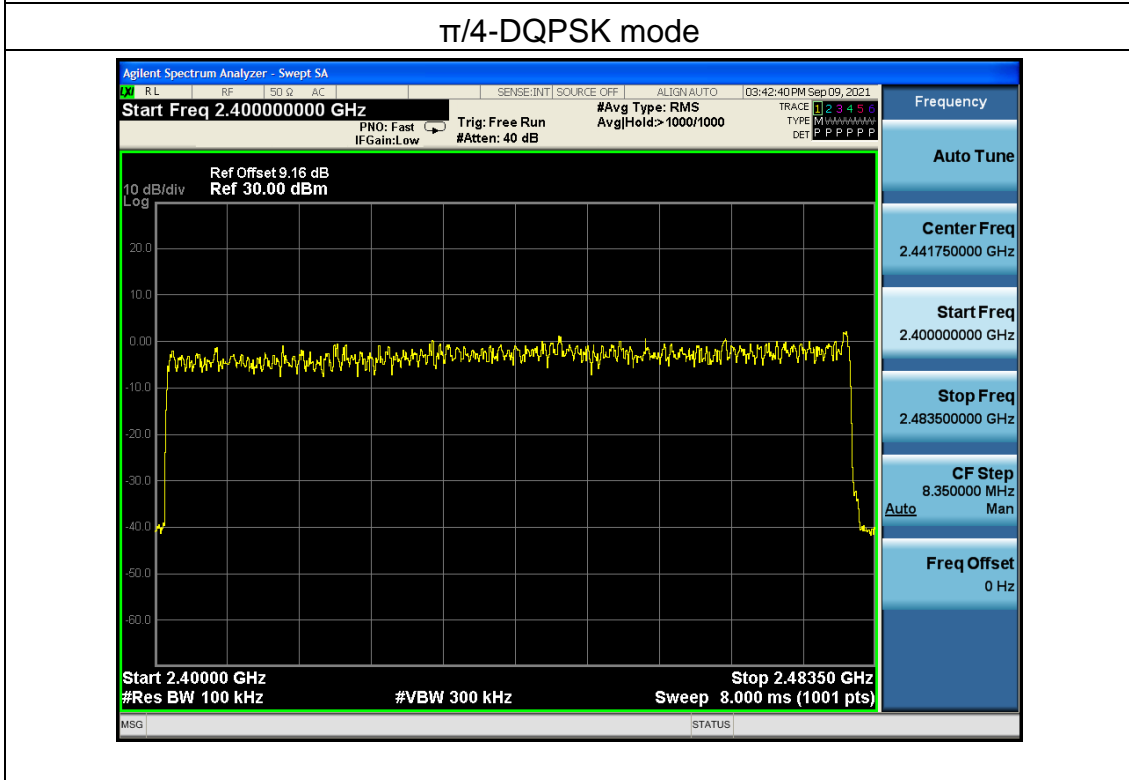 π/4-DQPSK mode
Agilent Spectrum Analyzer - Swept SA
LXI RL RF 50 Ω AC SENSE:INT SOURCE OFF ALIGN AUTO 03:42:40 PM Sep 09, 2021
Start Freq 2.400000000 GHz
PNO: Fast
IFGain:Low
Trig: Free Run
#Atten: 40 dB
#Avg Type: RMS
Avg|Hold:>1000/1000
TRACE 1 2 3 4 5 6
TYPE M WWWWW
DET P P P P P P
Ref Offset 9.16 dB
10 dB/div Ref 30.00 dBm
Log
20.0
10.0
0.00
-10.0
-20.0
-30.0
-40.0
-50.0
-60.0
Start 2.40000 GHz Stop 2.48350 GHz
#Res BW 100 kHz #VBW 300 kHz Sweep 8.000 ms (1001 pts)
MSG STATUS
Frequency
Auto Tune
Center Freq
2.441750000 GHz
Start Freq
2.400000000 GHz
Stop Freq
2.483500000 GHz
CF Step
8.350000 MHz
Auto Man
Freq Offset
0 Hz